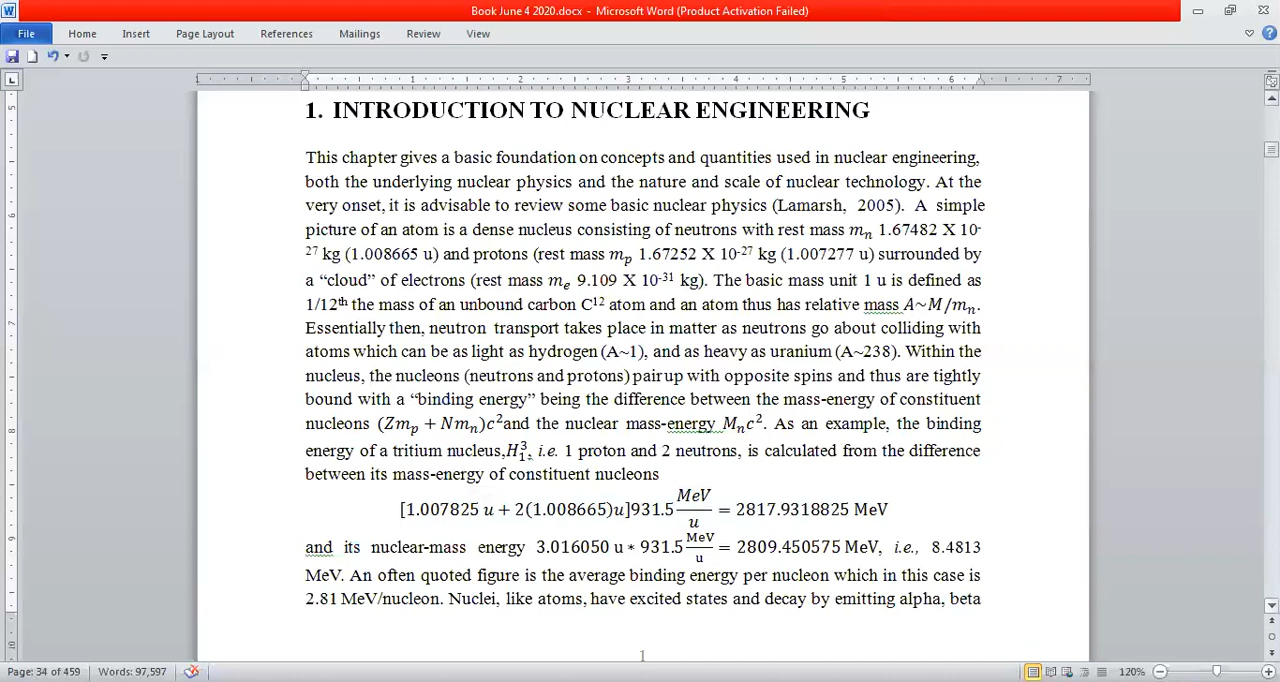 Book June 4 2020.docx - Microsoft Word (Product Activation Failed)
File Home Insert Page Layout References Mailings Review View
1 1 2 3 4 5 6 7
1. INTRODUCTION TO NUCLEAR ENGINEERING
This chapter gives a basic foundation on concepts and quantities used in nuclear engineering,
both the underlying nuclear physics and the nature and scale of nuclear technology. At the
very onset, it is advisable to review some basic nuclear physics (Lamarsh, 2005). A simple
picture of an atom is a dense nucleus consisting of neutrons with rest mass mₙ 1.67482 X 10-
27 kg (1.008665 u) and protons (rest mass mₚ 1.67252 X 10⁻²⁷ kg (1.007277 u) surrounded by
a “cloud” of electrons (rest mass mₑ 9.109 X 10⁻³¹ kg). The basic mass unit 1 u is defined as
1/12th the mass of an unbound carbon C¹² atom and an atom thus has relative mass A~M/mₙ.
Essentially then, neutron transport takes place in matter as neutrons go about colliding with
atoms which can be as light as hydrogen (A~1), and as heavy as uranium (A~238). Within the
nucleus, the nucleons (neutrons and protons) pair up with opposite spins and thus are tightly
bound with a “binding energy” being the difference between the mass-energy of constituent
nucleons (Zmₚ + Nmₙ)c²and the nuclear mass-energy Mₙc². As an example, the binding
energy of a tritium nucleus,H₁³, i.e. 1 proton and 2 neutrons, is calculated from the difference
between its mass-energy of constituent nucleons
[1.007825 u + 2(1.008665)u]931.5 MeV/u = 2817.9318825 MeV
and its nuclear-mass energy 3.016050 u ∗ 931.5 MeV/u = 2809.450575 MeV, i.e., 8.4813
MeV. An often quoted figure is the average binding energy per nucleon which in this case is
2.81 MeV/nucleon. Nuclei, like atoms, have excited states and decay by emitting alpha, beta
1
Page: 34 of 459 Words: 97,597 120%